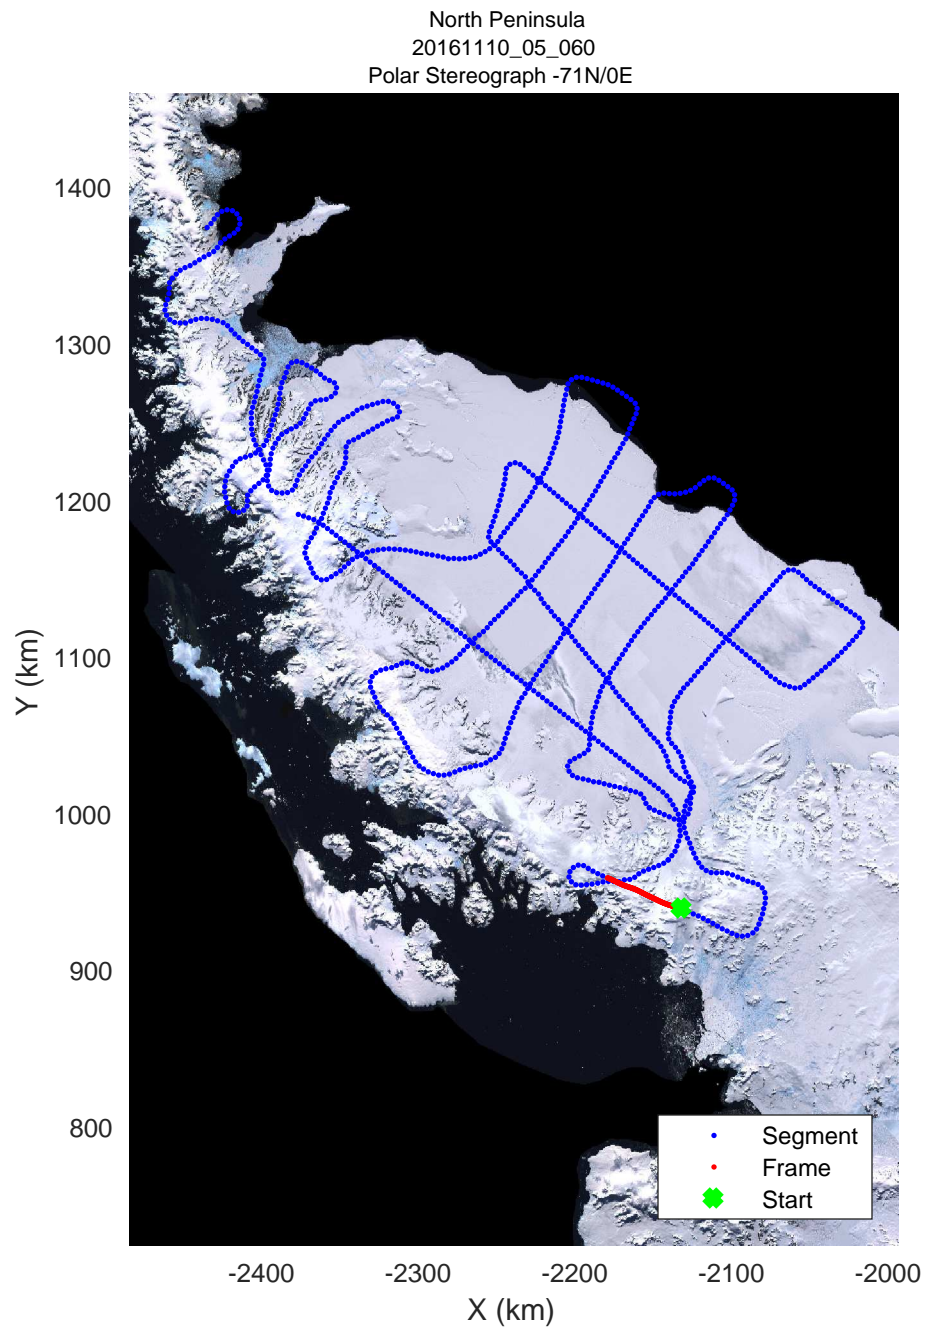 North Peninsula
20161110_05_060
Polar Stereograph -71N/0E
1400
1300
1200
1100
1000
900
800
Y (km)
Segment
Frame
Start
-2400
-2300
-2200
-2100
-2000
X (km)